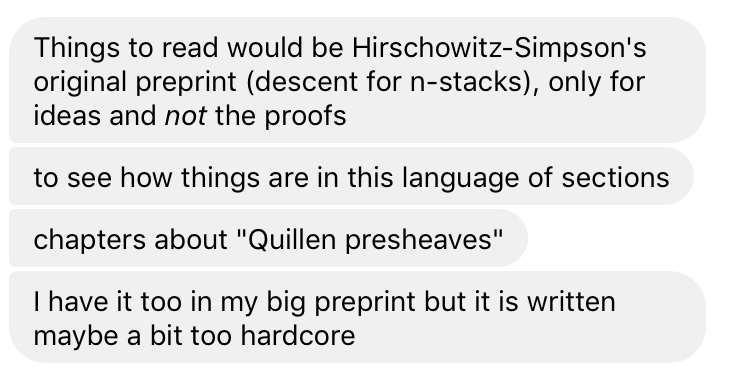 Things to read would be Hirschowitz-Simpson's
original preprint (descent for n-stacks), only for
ideas and not the proofs
to see how things are in this language of sections
chapters about "Quillen presheaves"
I have it too in my big preprint but it is written
maybe a bit too hardcore